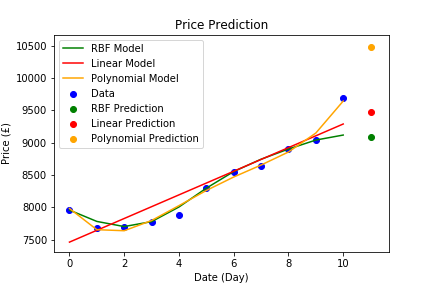 Price Prediction
10500
10000
9500
9000
8500
8000
7500
Price (£)
RBF Model
Linear Model
Polynomial Model
Data
RBF Prediction
Linear Prediction
Polynomial Prediction
0 2 4 6 8 10
Date (Day)